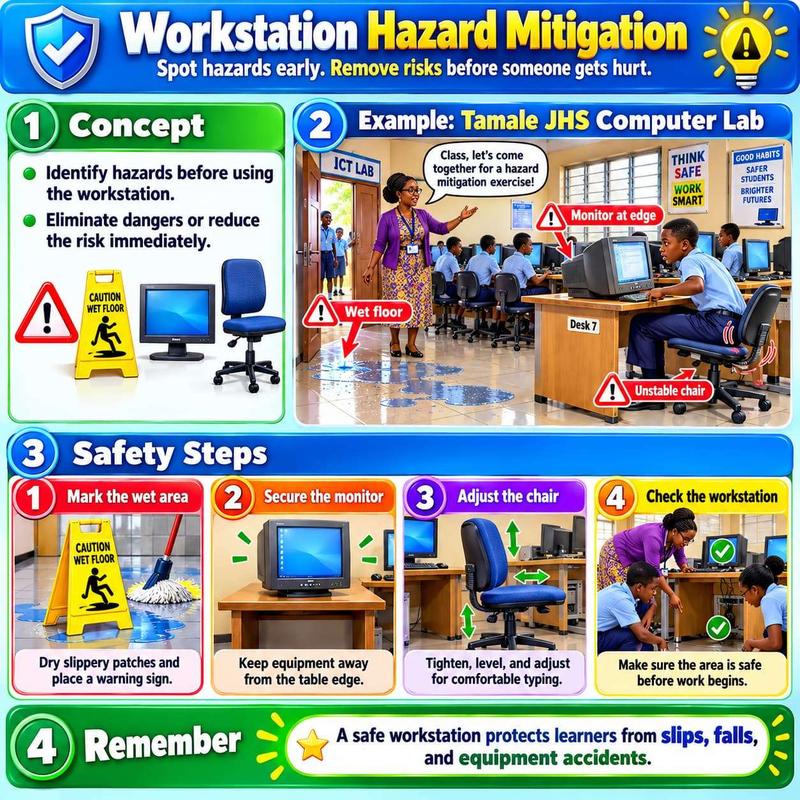 Workstation Hazard Mitigation
Spot hazards early. Remove risks before someone gets hurt.
1 Concept
Identify hazards before using
the workstation.
Eliminate dangers or reduce
the risk immediately.
CAUTION
WET FLOOR
2 Example: Tamale JHS Computer Lab
ICT LAB
Class, let's come
together for a hazard
mitigation exercise!
THINK
SAFE
WORK
SMART
GOOD HABITS
SAFER
STUDENTS
BRIGHTER
FUTURES
Monitor at edge
Wet floor
Desk 7
Unstable chair
3 Safety Steps
1 Mark the wet area
CAUTION
WET FLOOR
Dry slippery patches and
place a warning sign.
2 Secure the monitor
Keep equipment away
from the table edge.
3 Adjust the chair
Tighten, level, and adjust
for comfortable typing.
4 Check the workstation
Make sure the area is safe
before work begins.
4 Remember
A safe workstation protects learners from slips, falls,
and equipment accidents.